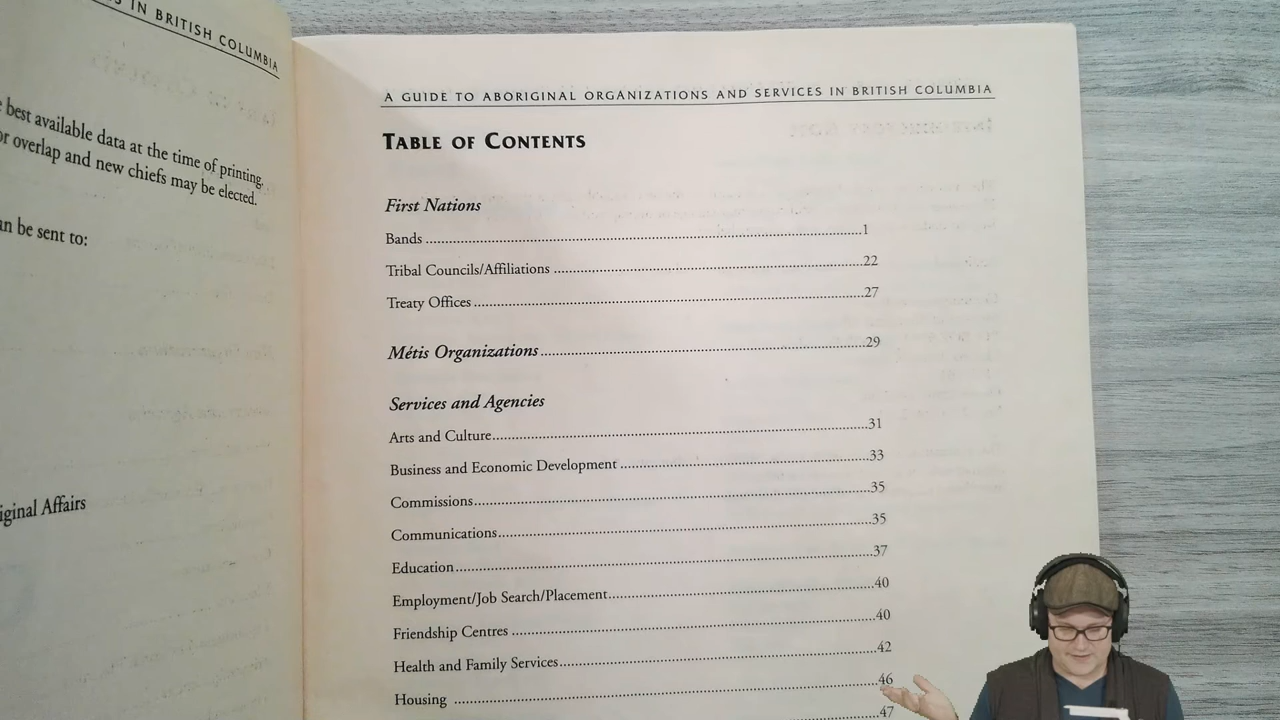 S IN BRITISH COLUMBIA
best available data at the time of printing,
or overlap and new chiefs may be elected.
an be sent to:
iginal Affairs
A GUIDE TO ABORIGINAL ORGANIZATIONS AND SERVICES IN BRITISH COLUMBIA
TABLE OF CONTENTS
First Nations
Bands ..................................................1
Tribal Councils/Affiliations ..................................................22
Treaty Offices ..................................................27
Métis Organizations ..................................................29
Services and Agencies
Arts and Culture..................................................31
Business and Economic Development ..................................................33
Commissions..................................................35
Communications..................................................35
Education..................................................37
Employment/Job Search/Placement..................................................40
Friendship Centres ..................................................40
Health and Family Services..................................................42
Housing ..................................................46
47